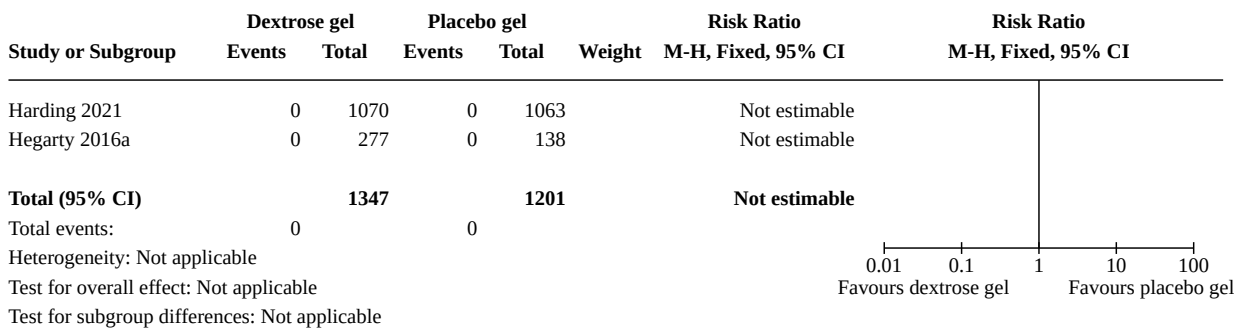 Dextrose gel Placebo gel Risk Ratio Risk Ratio
Study or Subgroup Events Total Events Total Weight M-H, Fixed, 95% CI M-H, Fixed, 95% CI
Harding 2021 0 1070 0 1063 Not estimable
Hegarty 2016a 0 277 0 138 Not estimable
Total (95% CI) 1347 1201 Not estimable
Total events: 0 0
Heterogeneity: Not applicable
0.01 0.1 1 10 100
Test for overall effect: Not applicable Favours dextrose gel Favours placebo gel
Test for subgroup differences: Not applicable